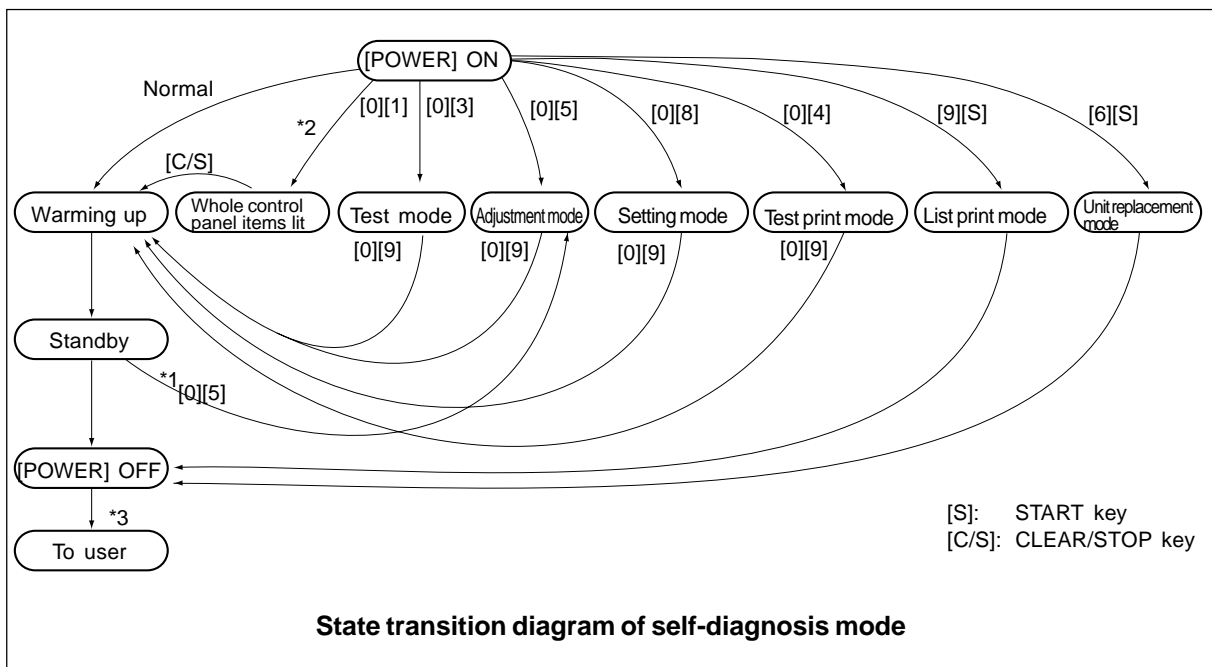 [POWER] ON
Normal
*2
[0][1]
[0][3]
[0][5]
[0][8]
[0][4]
[9][S]
[6][S]
[C/S]
Warming up
Whole control
panel items lit
Test mode
Adjustment mode
Setting mode
Test print mode
List print mode
Unit replacement
mode
[0][9]
[0][9]
[0][9]
[0][9]
Standby
*1
[0][5]
[POWER] OFF
*3
To user
[S]: START key
[C/S]: CLEAR/STOP key
State transition diagram of self-diagnosis mode